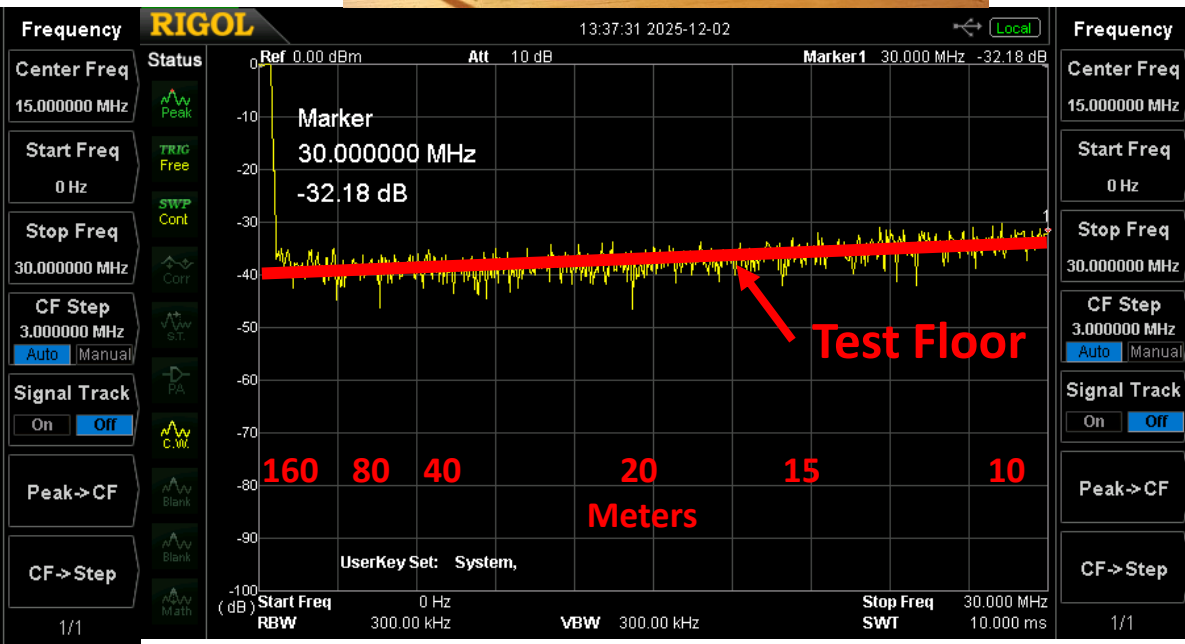 RIGOL
13:37:31 2025-12-02
Local
Frequency
Center Freq
15.000000 MHz
Start Freq
0 Hz
Stop Freq
30.000000 MHz
CF Step
3.000000 MHz
Auto Manual
Signal Track
On Off
Peak->CF
CF->Step
1/1
Status
Peak
TRIG
Free
SWP
Cont
Corr
S.T.
PA
C.W.
Blank
Blank
Math
Ref 0.00 dBm Att 10 dB Marker1 30.000 MHz -32.18 dB
Marker
30.000000 MHz
-32.18 dB
0
-10
-20
-30
-40
-50
-60
-70
-80
-90
-100
(dB)
1
Test Floor
160 80 40 20 15 10
Meters
UserKey Set: System,
Start Freq 0 Hz Stop Freq 30.000 MHz
RBW 300.00 kHz VBW 300.00 kHz SWT 10.000 ms
Frequency
Center Freq
15.000000 MHz
Start Freq
0 Hz
Stop Freq
30.000000 MHz
CF Step
3.000000 MHz
Auto Manual
Signal Track
On Off
Peak->CF
CF->Step
1/1